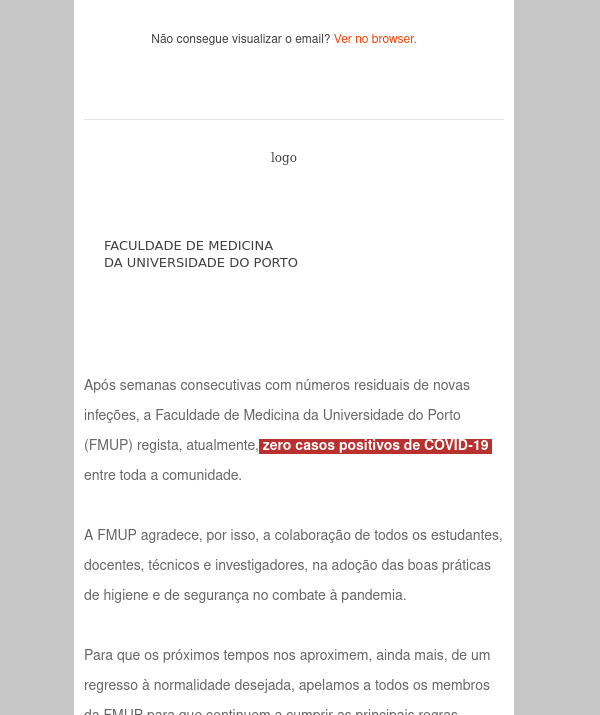 Não consegue visualizar o email? Ver no browser.
logo
FACULDADE DE MEDICINA
DA UNIVERSIDADE DO PORTO
Após semanas consecutivas com números residuais de novas
infeções, a Faculdade de Medicina da Universidade do Porto
(FMUP) regista, atualmente, zero casos positivos de COVID-19
entre toda a comunidade.
A FMUP agradece, por isso, a colaboração de todos os estudantes,
docentes, técnicos e investigadores, na adoção das boas práticas
de higiene e de segurança no combate à pandemia.
Para que os próximos tempos nos aproximem, ainda mais, de um
regresso à normalidade desejada, apelamos a todos os membros
da FMUP para que continuem a cumprir as principais regras